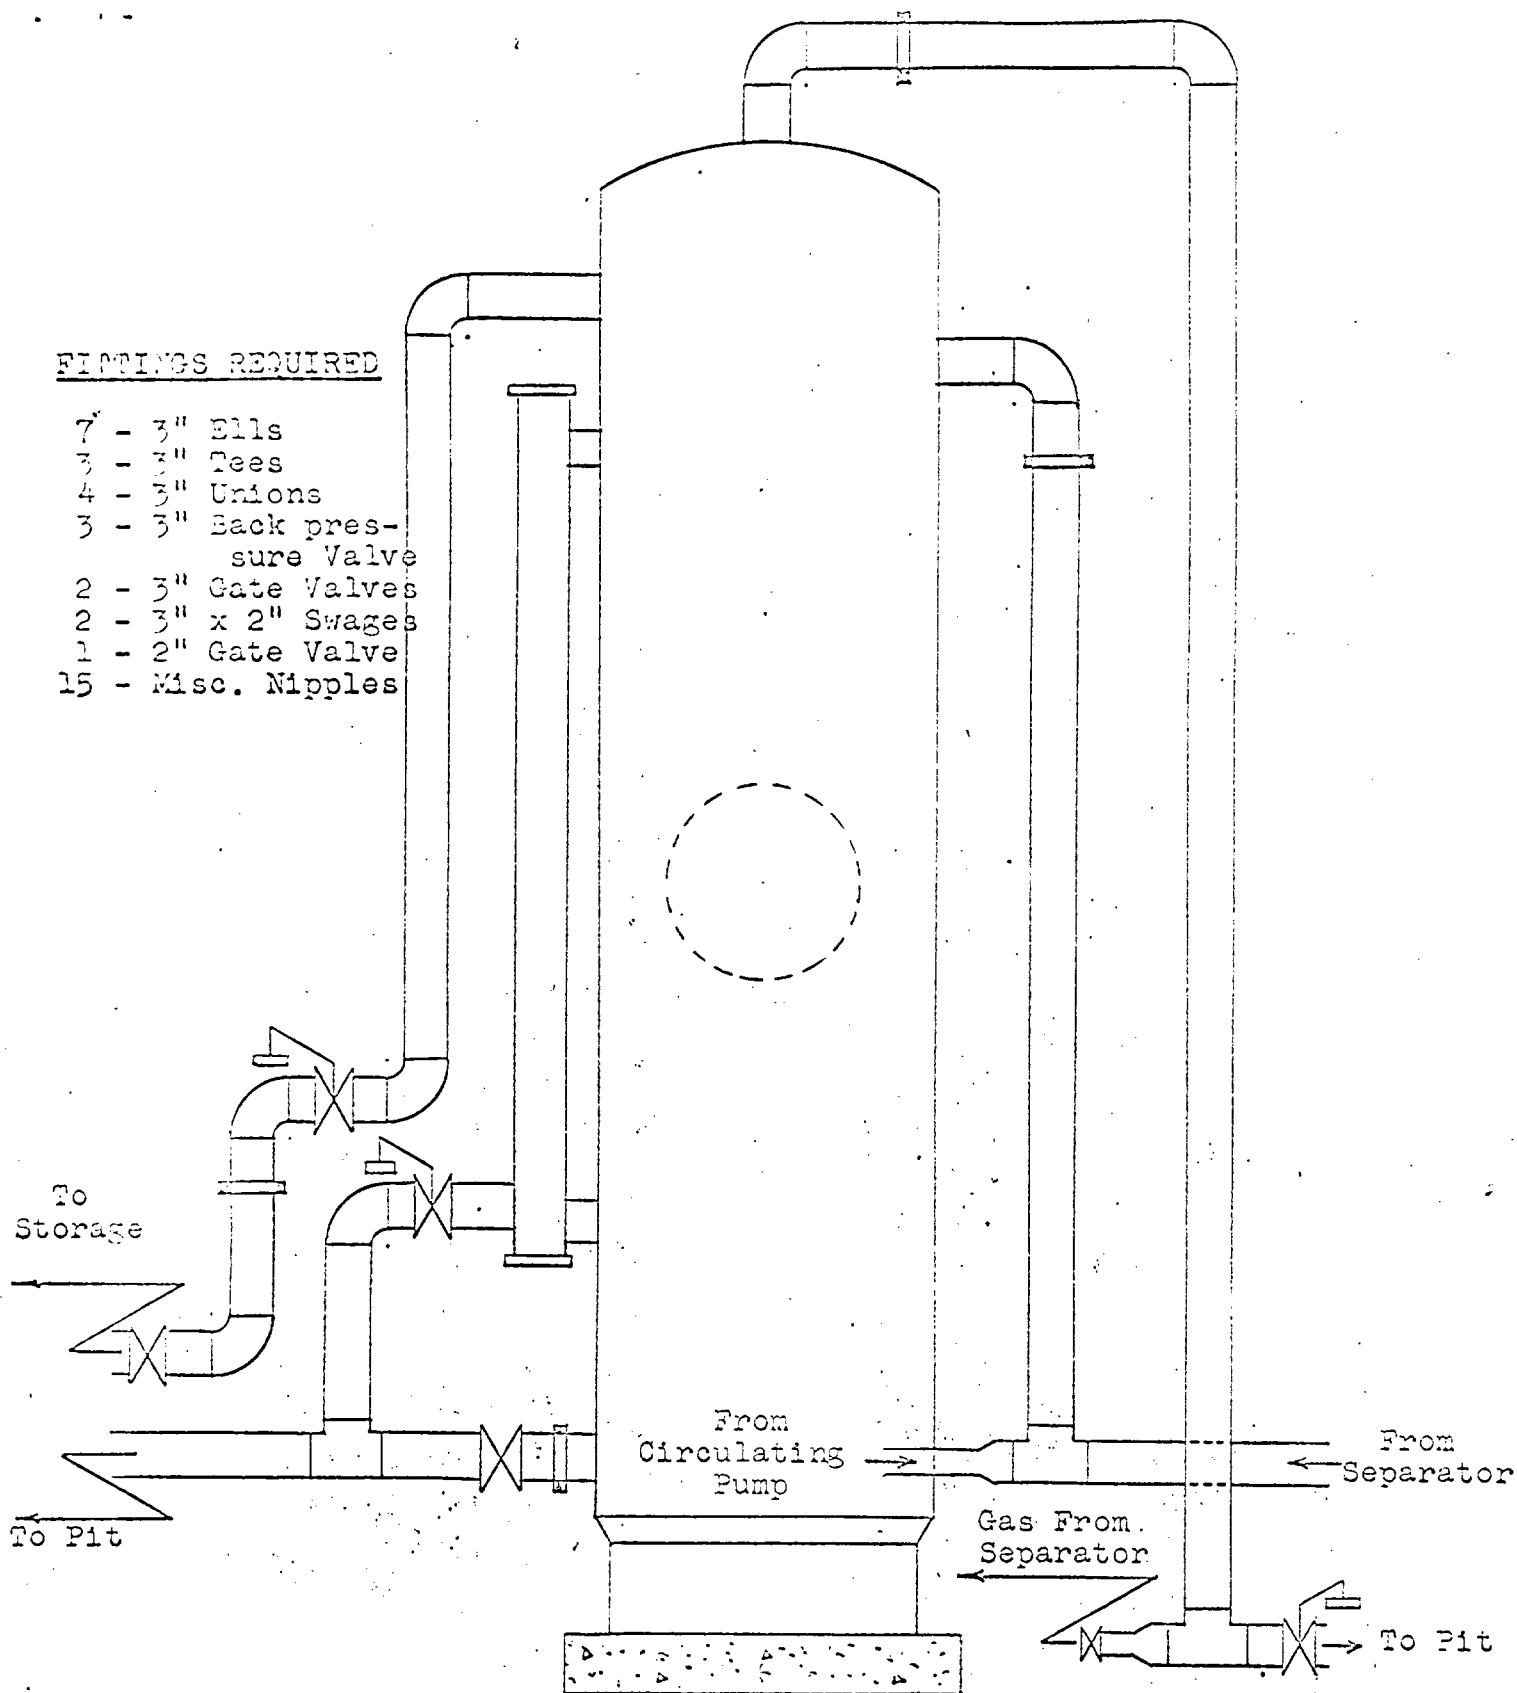 FITTINGS REQUIRED
7 - 3" Ells
3 - 3" Tees
4 - 3" Unions
3 - 3" Back pres-
sure Valve
2 - 3" Gate Valves
2 - 3" x 2" Swages
1 - 2" Gate Valve
15 - Misc. Nipples
To
Storage
To Pit
From
Circulating
Pump
From
Separator
Gas From
Separator
To Pit